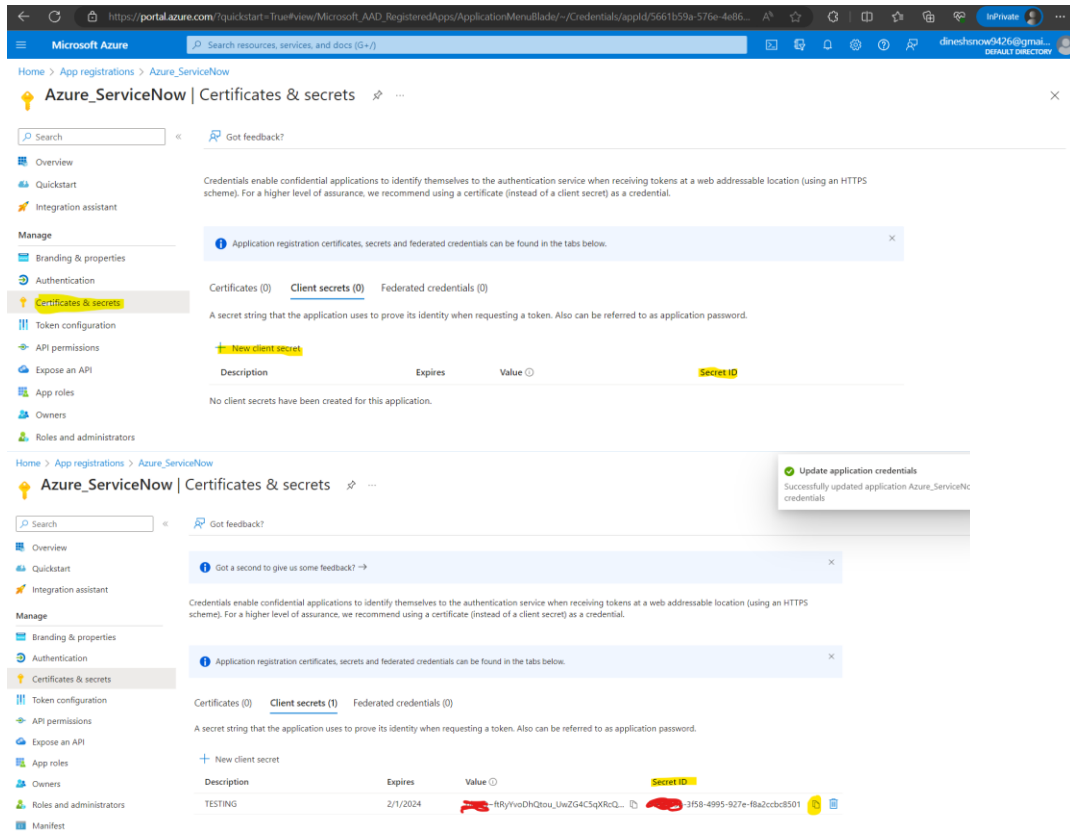 https://portal.azure.com/?quickstart=True#view/Microsoft_AAD_RegisteredApps/ApplicationMenuBlade/~/Credentials/appId/5661b59a-576e-4e86...
InPrivate
Microsoft Azure
Search resources, services, and docs (G+/)
dineshsnow9426@gmai...
DEFAULT DIRECTORY
Home > App registrations > Azure_ServiceNow
Azure_ServiceNow | Certificates & secrets
Search
Got feedback?
Overview
Quickstart
Integration assistant
Manage
Branding & properties
Authentication
Certificates & secrets
Token configuration
API permissions
Expose an API
App roles
Owners
Roles and administrators
Credentials enable confidential applications to identify themselves to the authentication service when receiving tokens at a web addressable location (using an HTTPS
scheme). For a higher level of assurance, we recommend using a certificate (instead of a client secret) as a credential.
Application registration certificates, secrets and federated credentials can be found in the tabs below.
Certificates (0) Client secrets (0) Federated credentials (0)
A secret string that the application uses to prove its identity when requesting a token. Also can be referred to as application password.
New client secret
Description Expires Value Secret ID
No client secrets have been created for this application.
Home > App registrations > Azure_ServiceNow
Azure_ServiceNow | Certificates & secrets
Update application credentials
Successfully updated application Azure_ServiceNo
credentials
Search
Got feedback?
Overview
Quickstart
Integration assistant
Manage
Branding & properties
Authentication
Certificates & secrets
Token configuration
API permissions
Expose an API
App roles
Owners
Roles and administrators
Manifest
Got a second to give us some feedback? →
Credentials enable confidential applications to identify themselves to the authentication service when receiving tokens at a web addressable location (using an HTTPS
scheme). For a higher level of assurance, we recommend using a certificate (instead of a client secret) as a credential.
Application registration certificates, secrets and federated credentials can be found in the tabs below.
Certificates (0) Client secrets (1) Federated credentials (0)
A secret string that the application uses to prove its identity when requesting a token. Also can be referred to as application password.
New client secret
Description Expires Value Secret ID
TESTING 2/1/2024 ~ftRyYvoDhQtou_UwZG4C5qXRcQ... -3f58-4995-927e-f8a2ccbc8501